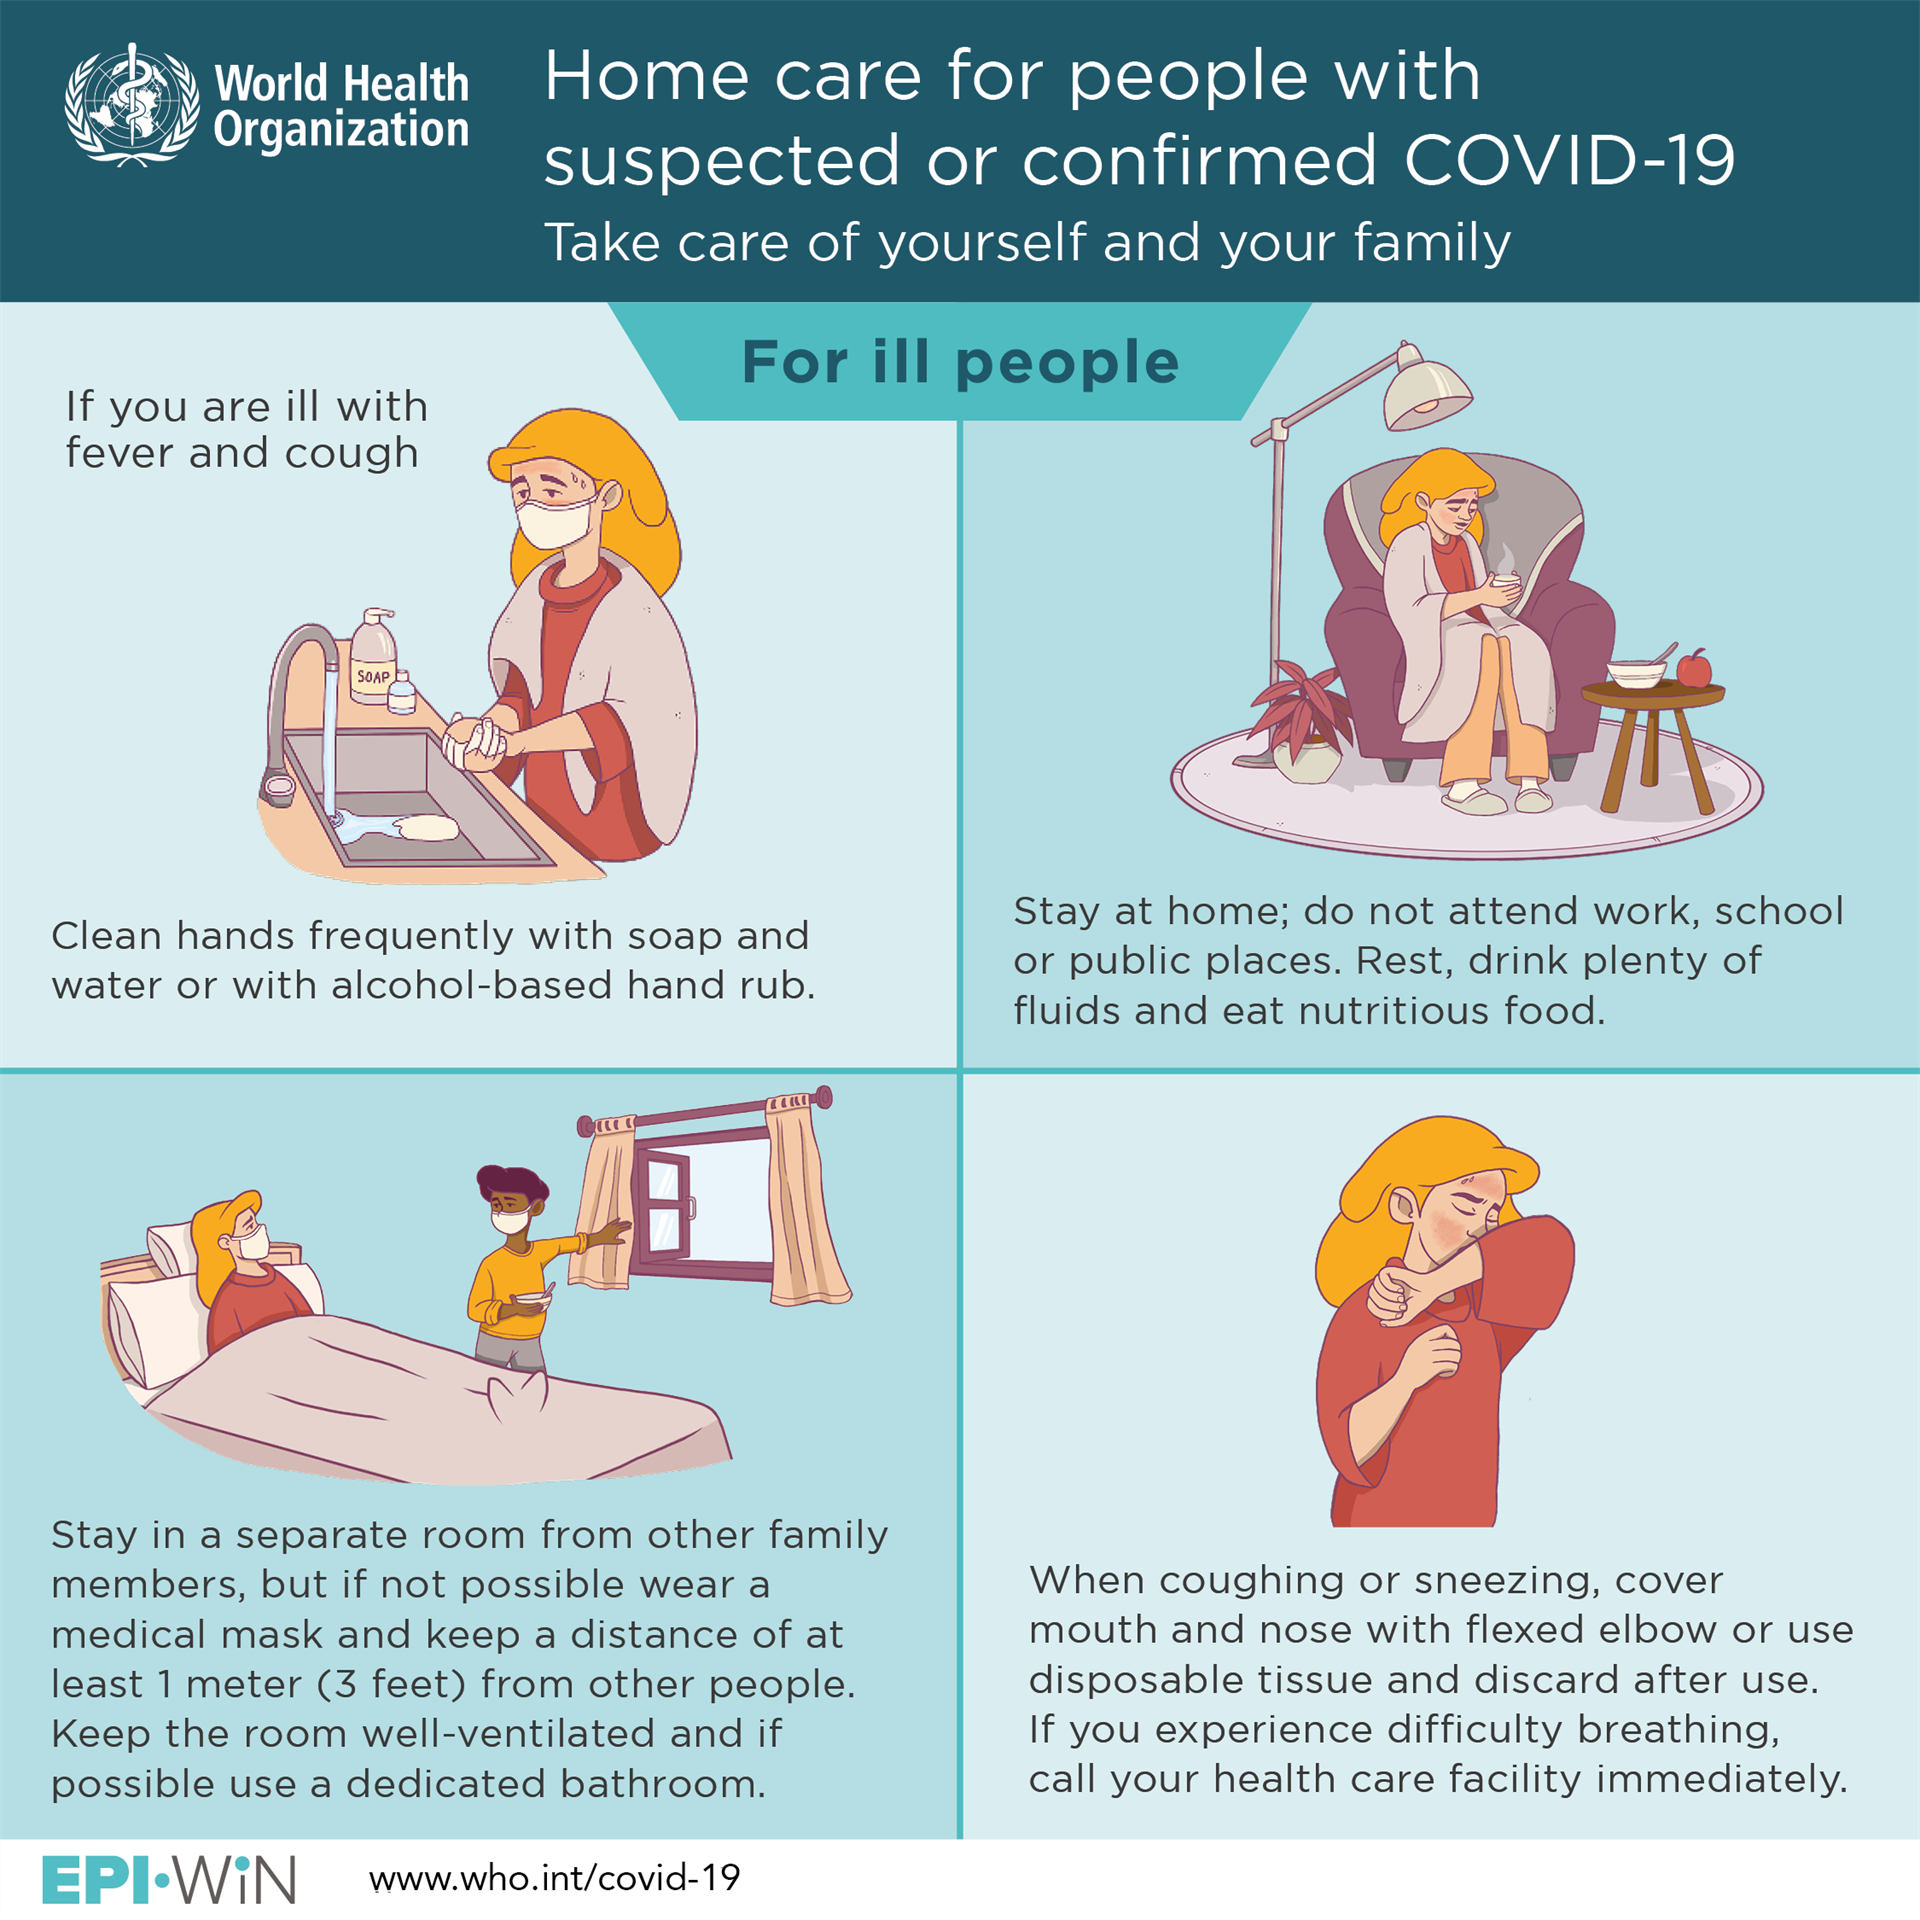 World Health
Organization
Home care for people with
suspected or confirmed COVID-19
Take care of yourself and your family
For ill people
If you are ill with
fever and cough
SOAP
Clean hands frequently with soap and
water or with alcohol-based hand rub.
Stay at home; do not attend work, school
or public places. Rest, drink plenty of
fluids and eat nutritious food.
Stay in a separate room from other family
members, but if not possible wear a
medical mask and keep a distance of at
least 1 meter (3 feet) from other people.
Keep the room well-ventilated and if
possible use a dedicated bathroom.
When coughing or sneezing, cover
mouth and nose with flexed elbow or use
disposable tissue and discard after use.
If you experience difficulty breathing,
call your health care facility immediately.
EPI•WiN
www.who.int/covid-19